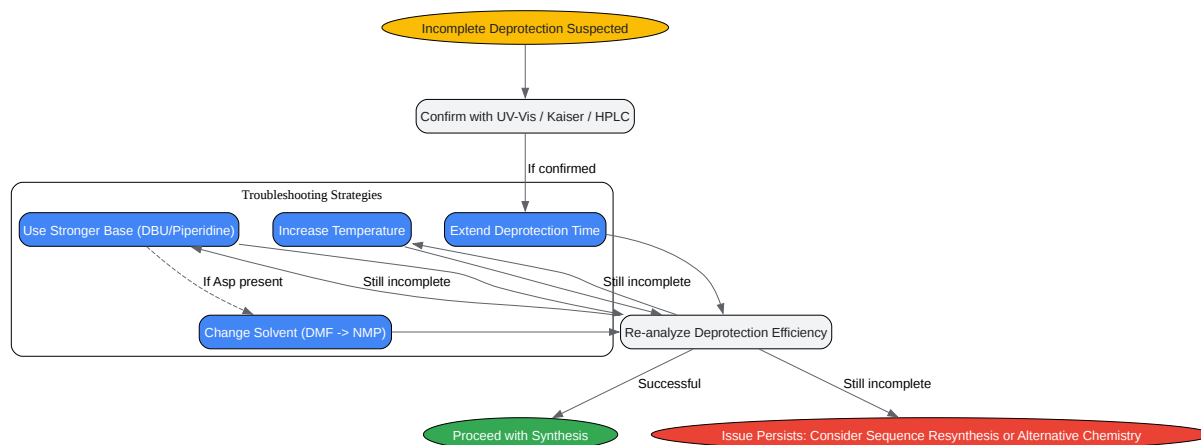 Incomplete Deprotection Suspected
Confirm with UV-Vis / Kaiser / HPLC
If confirmed
Troubleshooting Strategies
Use Stronger Base (DBU/Piperidine)
Increase Temperature
Extend Deprotection Time
If Asp present
Still incomplete
Still incomplete
Change Solvent (DMF -> NMP)
Re-analyze Deprotection Efficiency
Successful
Still incomplete
Proceed with Synthesis
Issue Persists: Consider Sequence Resynthesis or Alternative Chemistry